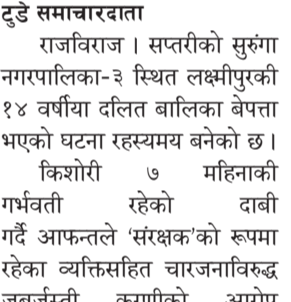 टुडे समाचारदाता
राजविराज । सप्तरीको सुरुंगा
नगरपालिका-३ स्थित लक्ष्मीपुरकी
१४ वर्षीया दलित बालिका बेपत्ता
भएको घटना रहस्यमय बनेको छ ।
किशोरी ७ महिनाकी
गर्भवती रहेको दाबी
गर्दै आफन्तले ‘संरक्षक’को रूपमा
रहेका व्यक्तिसहित चारजनाविरुद्ध